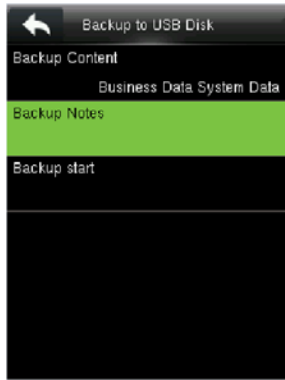 Backup to USB Disk
Backup Content
Business Data System Data
Backup Notes
Backup start